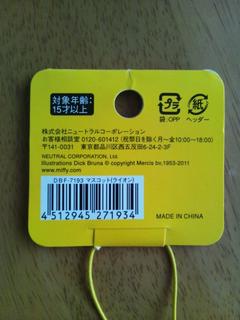 対象年齢:
15才以上
プラ
袋:OPP
紙
ヘッダー
株式会社ニュートラルコーポレーション
お客様相談室 0120-601412 (祝祭日を除く月〜金10:00〜18:00)
〒141-0031 東京都品川区西五反田6-24-2-3F
NEUTRAL CORPORATION, Ltd.
Illustrations Dick Bruna © copyright Mercis bv,1953-2011
www.miffy.com
DBF-7193 マスコット(ライオン)
4 512945 271934
MADE IN CHINA